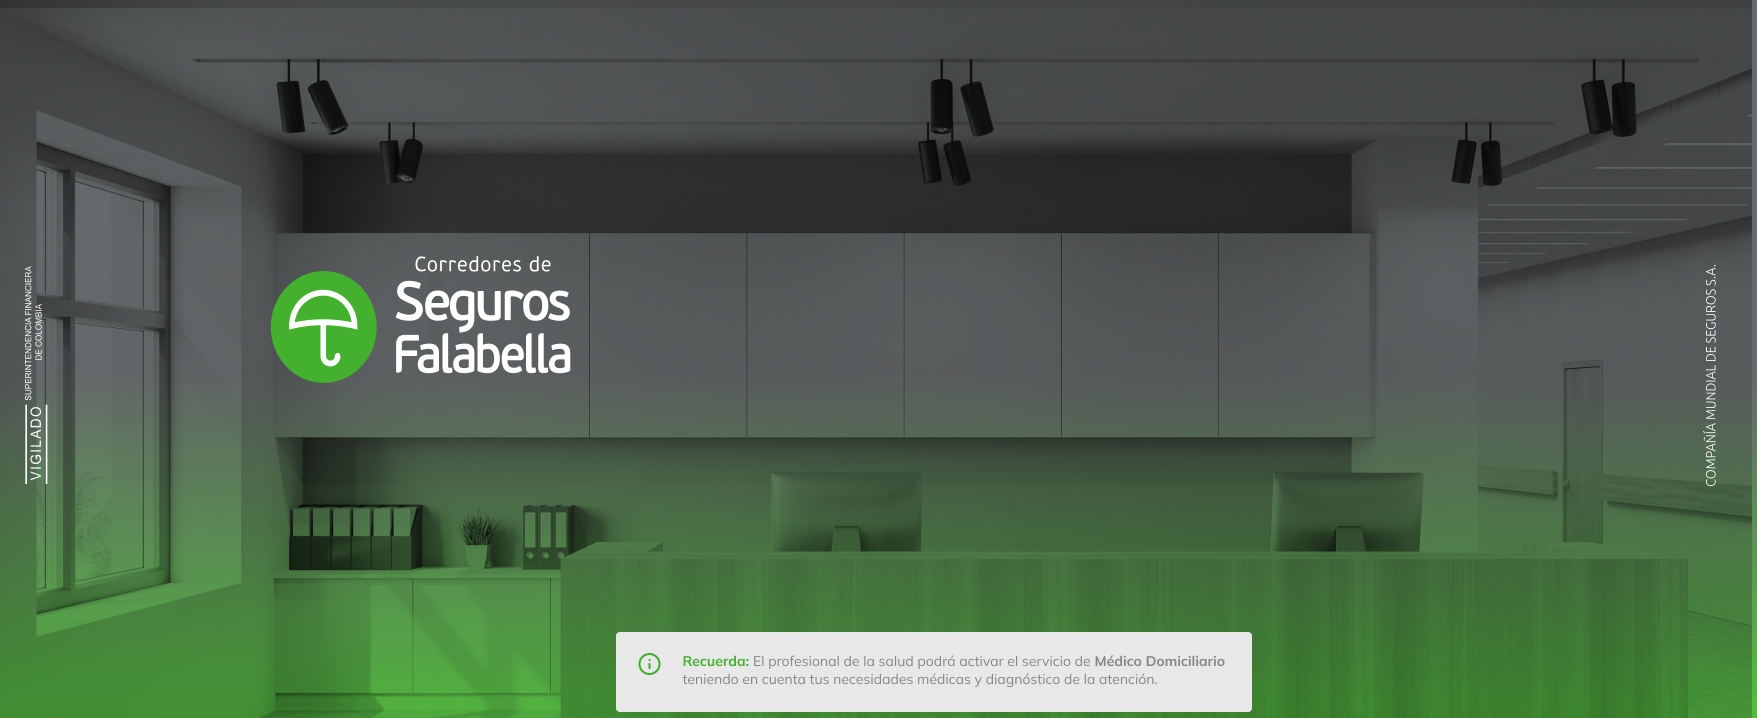 Corredores de
Seguros
Falabella
SUPERINTENDENCIA FINANCIERA
DE COLOMBIA
VIGILADO
COMPAÑÍA MUNDIAL DE SEGUROS S.A.
Recuerda: El profesional de la salud podrá activar el servicio de Médico Domiciliario
teniendo en cuenta tus necesidades médicas y diagnóstico de la atención.